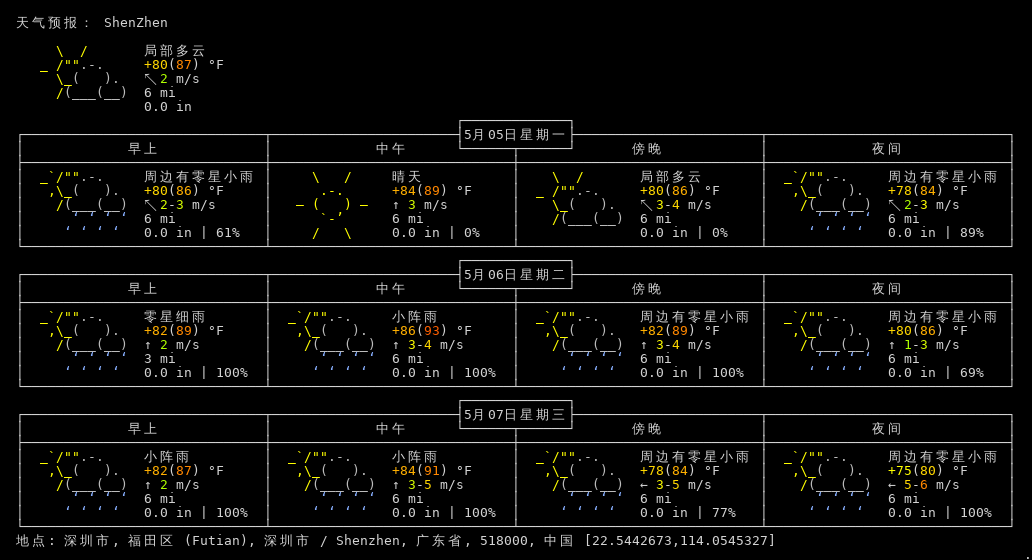 天气预报： ShenZhen
局部多云
+80(87) °F
↖ 2 m/s
6 mi
0.0 in
5月05日星期一
早上 中午 傍晚 夜间
周边有零星小雨 晴天 局部多云 周边有零星小雨
+80(86) °F +84(89) °F +80(86) °F +78(84) °F
↖ 2-3 m/s ↑ 3 m/s ↖ 3-4 m/s ↖ 2-3 m/s
6 mi 6 mi 6 mi 6 mi
0.0 in | 61% 0.0 in | 0% 0.0 in | 0% 0.0 in | 89%
5月06日星期二
早上 中午 傍晚 夜间
零星细雨 小阵雨 周边有零星小雨 周边有零星小雨
+82(89) °F +86(93) °F +82(89) °F +80(86) °F
↑ 2 m/s ↑ 3-4 m/s ↑ 3-4 m/s ↑ 1-3 m/s
3 mi 6 mi 6 mi 6 mi
0.0 in | 100% 0.0 in | 100% 0.0 in | 100% 0.0 in | 69%
5月07日星期三
早上 中午 傍晚 夜间
小阵雨 小阵雨 周边有零星小雨 周边有零星小雨
+82(87) °F +84(91) °F +78(84) °F +75(80) °F
↑ 2 m/s ↑ 3-5 m/s ← 3-5 m/s ← 5-6 m/s
6 mi 6 mi 6 mi 6 mi
0.0 in | 100% 0.0 in | 100% 0.0 in | 77% 0.0 in | 100%
地点: 深圳市, 福田区 (Futian), 深圳市 / Shenzhen, 广东省, 518000, 中国 [22.5442673,114.0545327]